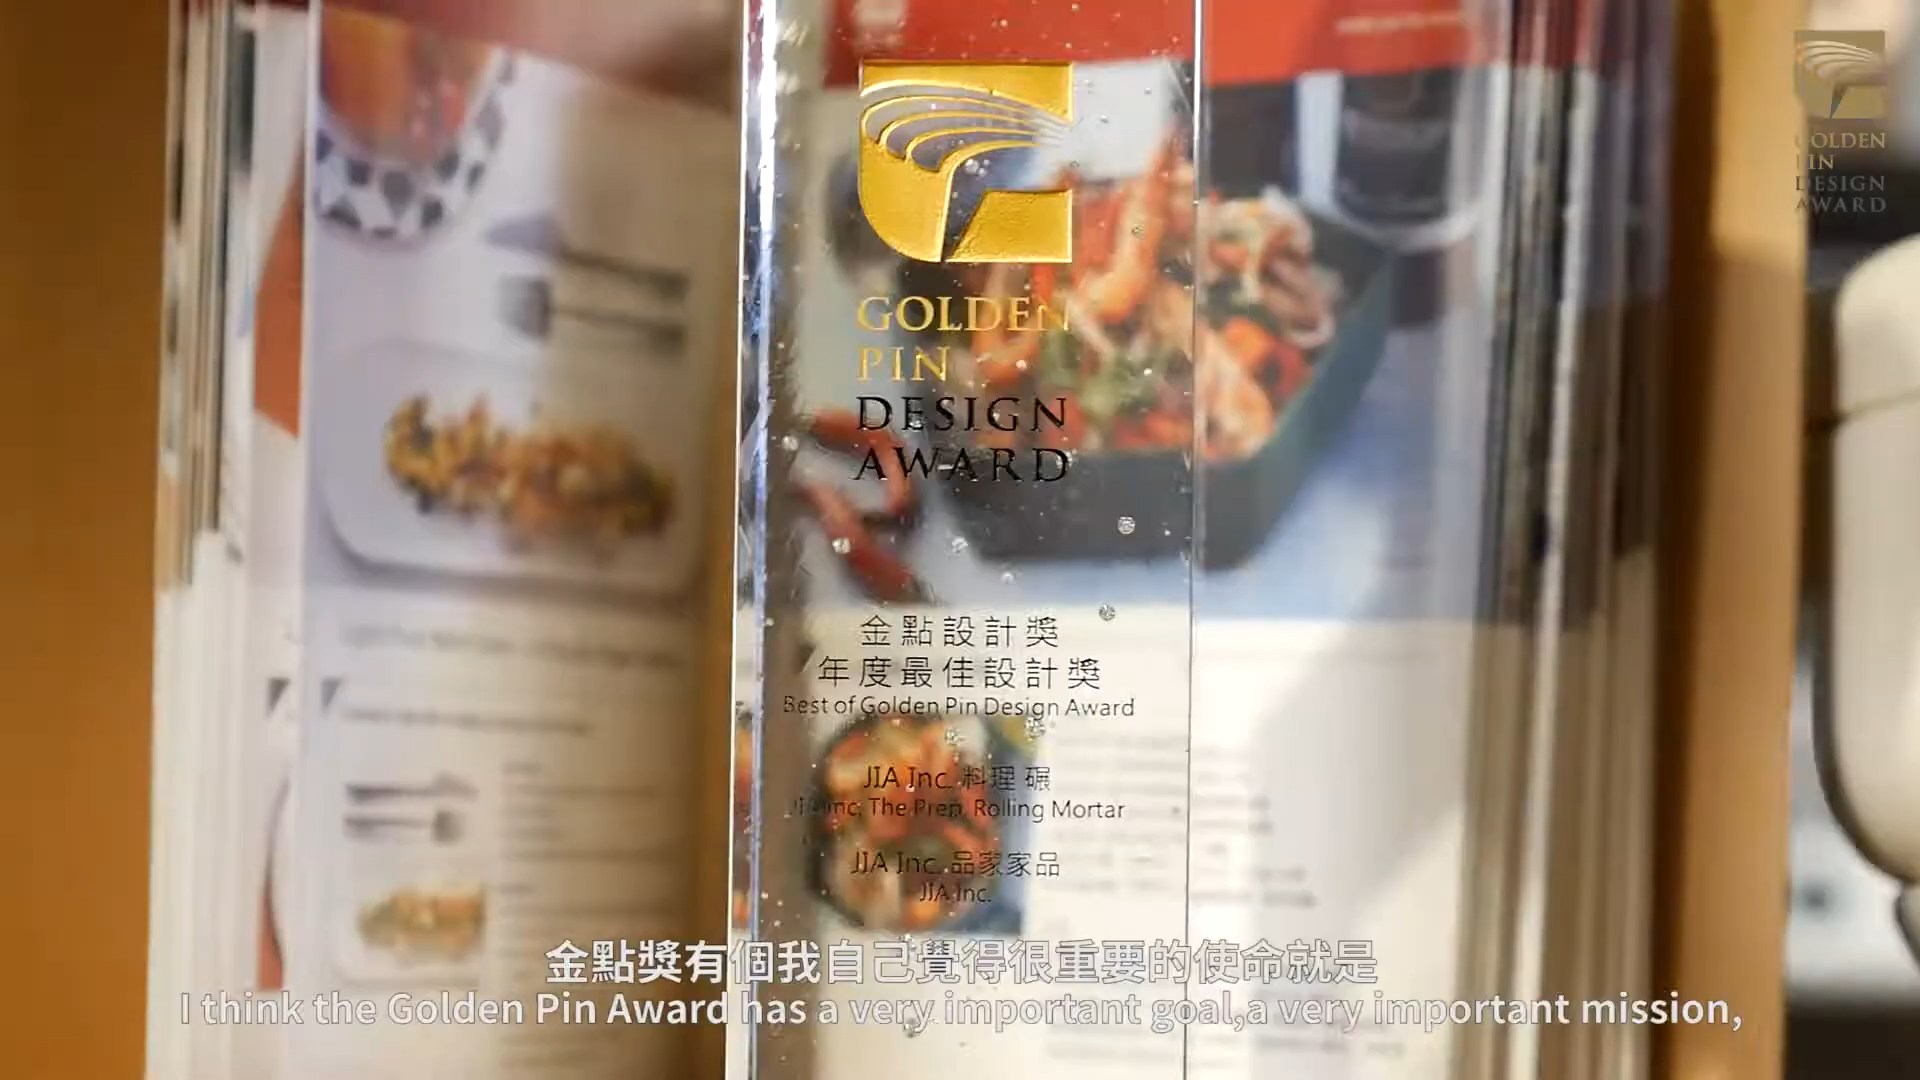 GOLDEN
PIN
DESIGN
AWARD
金點設計獎
年度最佳設計獎
Best of Golden Pin Design Award
JIA Inc. 料理 碾
JIA Inc. The Prep. Rolling Mortar
JIA Inc. 品家家品
JIA Inc.
GOLDEN
PIN
DESIGN
AWARD
金點獎有個我自己覺得很重要的使命就是
I think the Golden Pin Award has a very important goal,a very important mission,